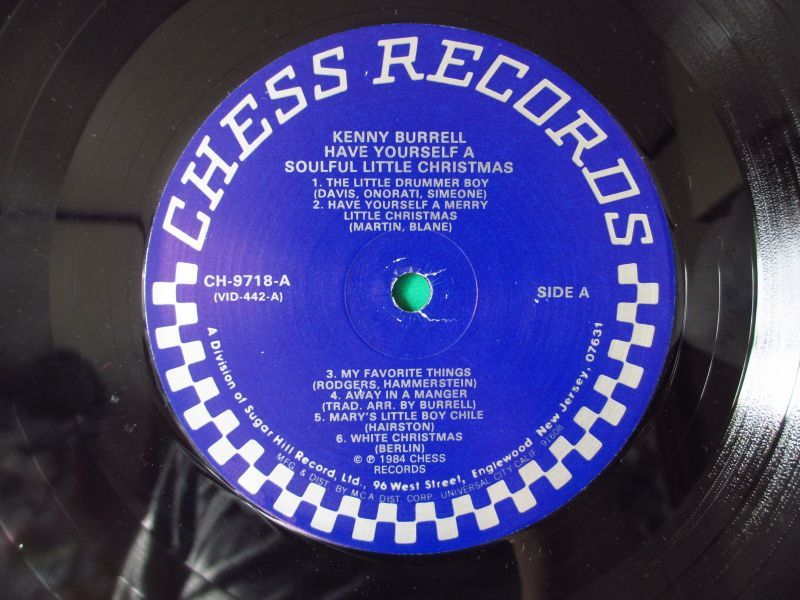 CHESS RECORDS
KENNY BURRELL
HAVE YOURSELF A
SOULFUL LITTLE CHRISTMAS
1. THE LITTLE DRUMMER BOY
(DAVIS, ONORATI, SIMEONE)
2. HAVE YOURSELF A MERRY
LITTLE CHRISTMAS
(MARTIN, BLANE)
CH-9718-A
(VID-442-A)
SIDE A
3. MY FAVORITE THINGS
(RODGERS, HAMMERSTEIN)
4. AWAY IN A MANGER
(TRAD. ARR. BY BURRELL)
5. MARY'S LITTLE BOY CHILE
(HAIRSTON)
6. WHITE CHRISTMAS
(BERLIN)
© ℗ 1984 CHESS
RECORDS
A Division of Sugar Hill Record, Ltd., 96 West Street, Englewood New Jersey, 07631
MFG. & DIST. BY MCA DIST. CORP. UNIVERSAL CITY CALIF. 91608